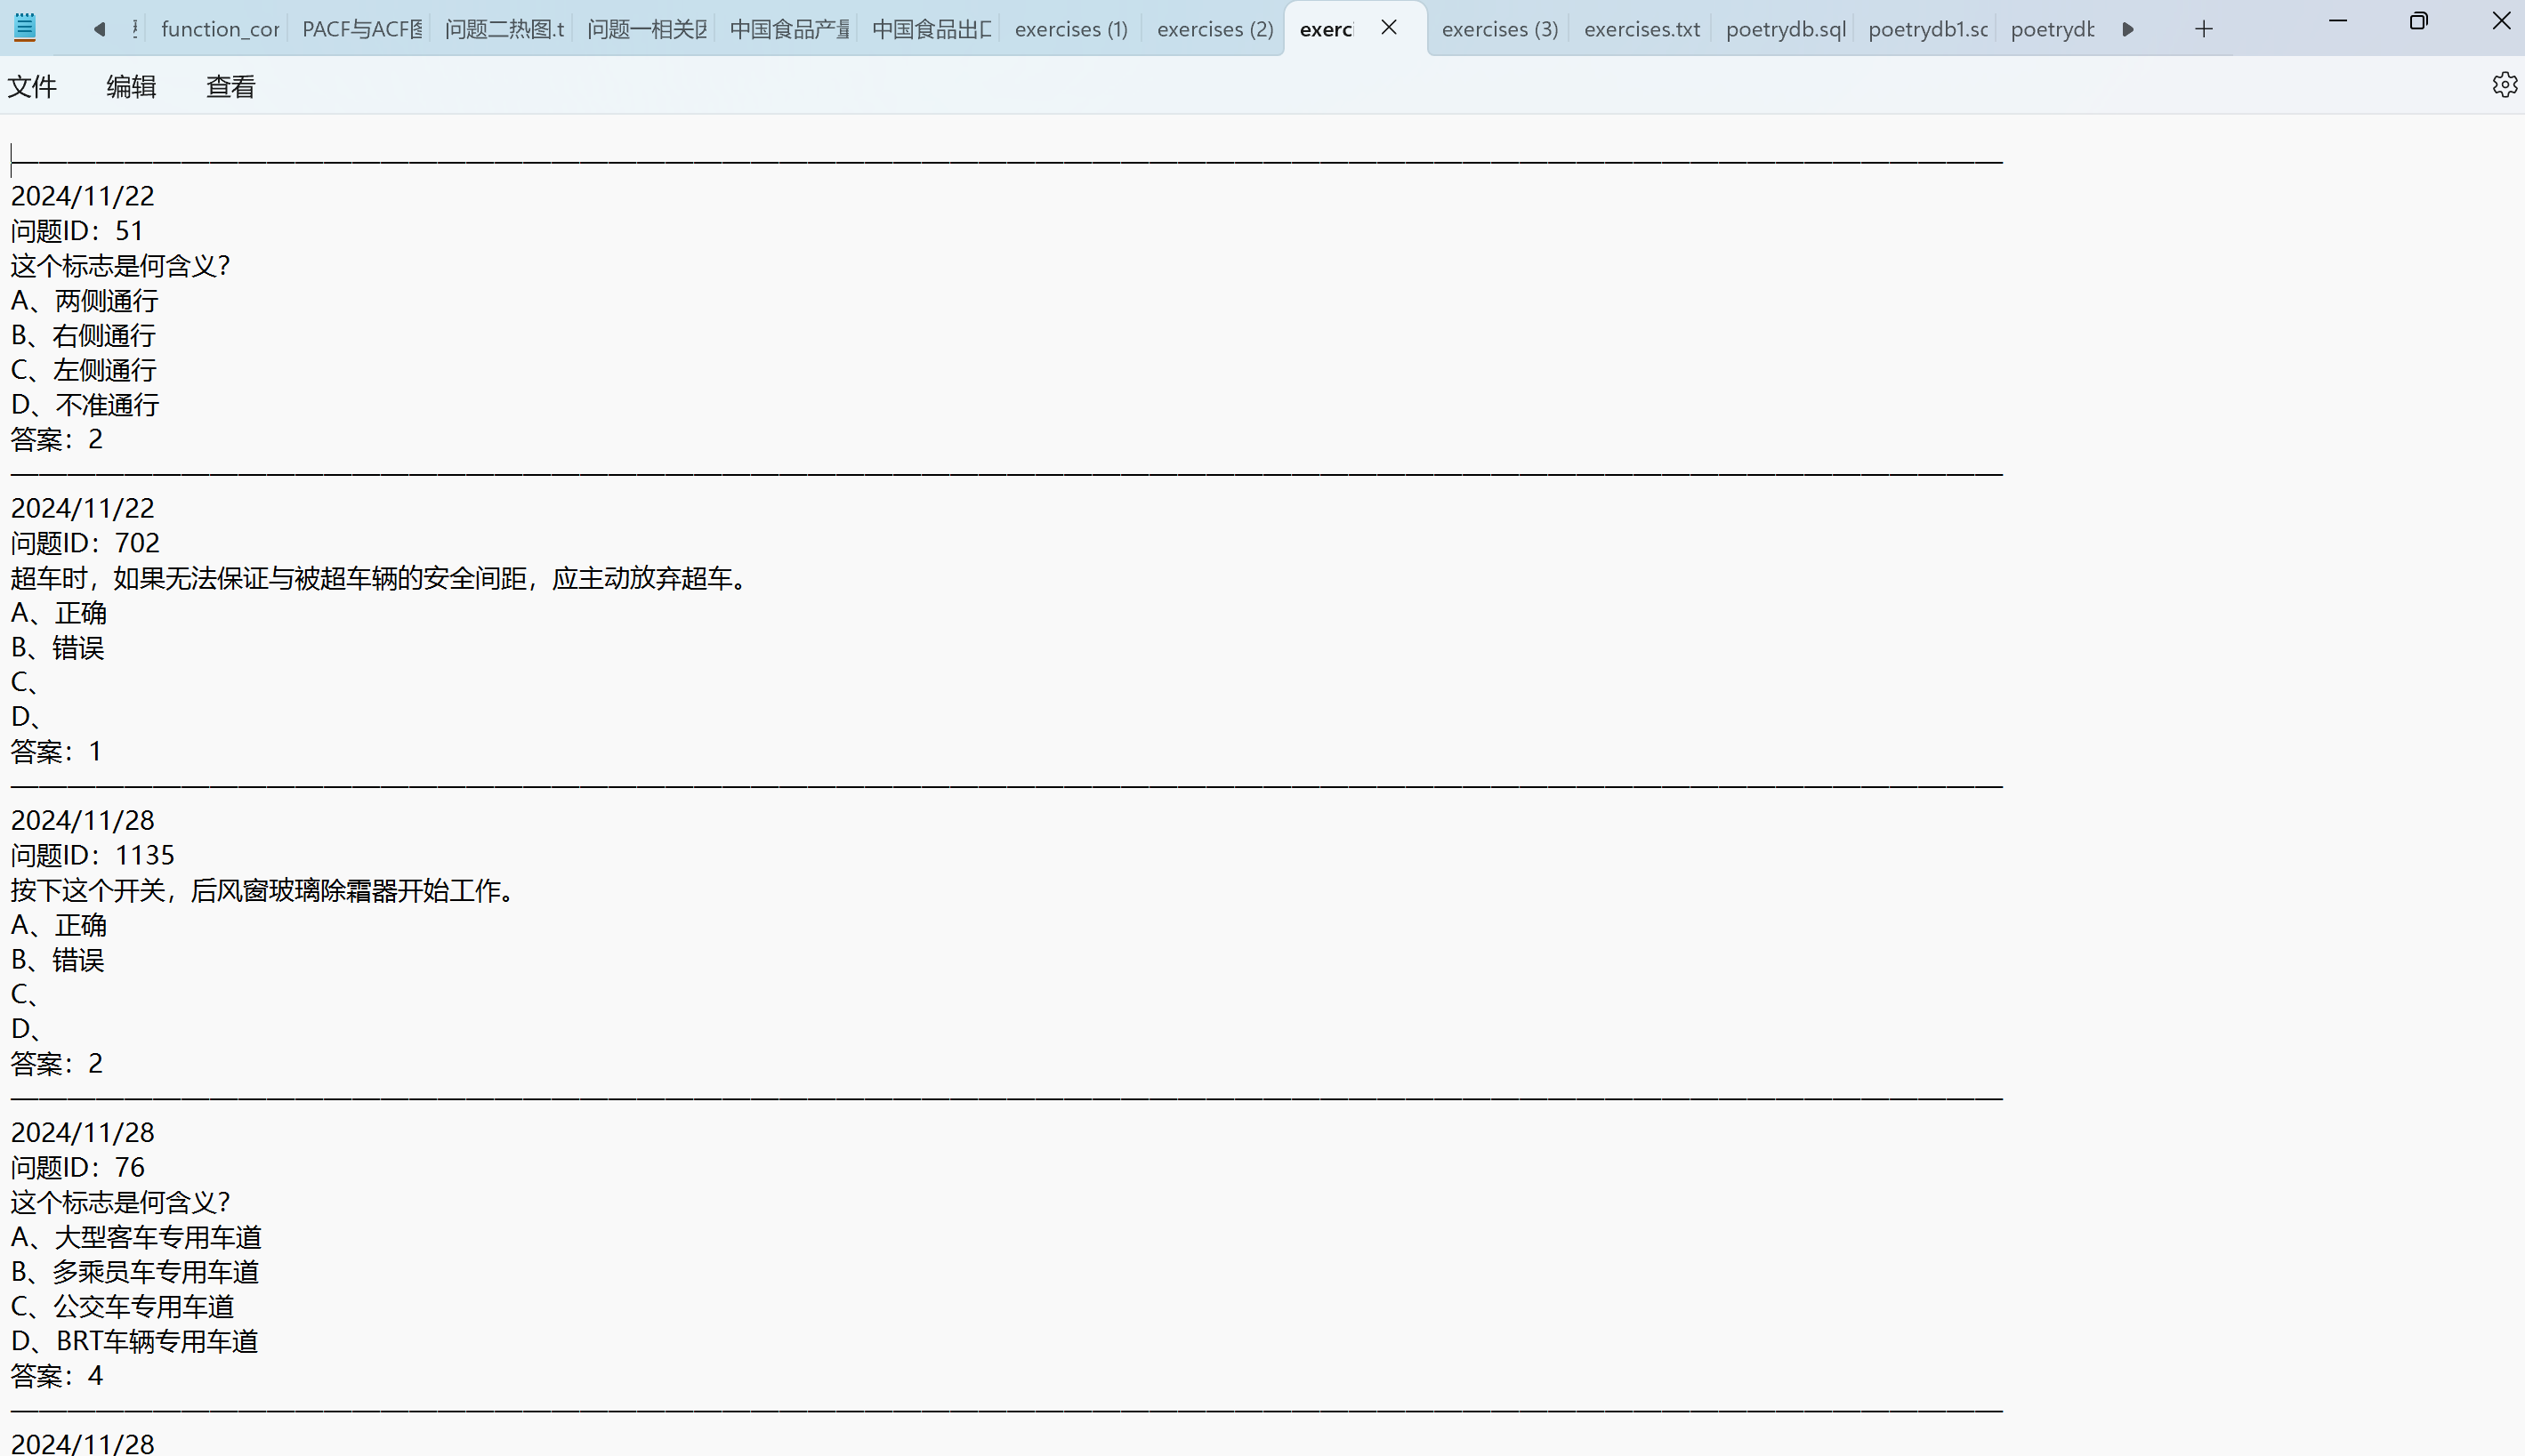 function_cor PACF与ACF图 问题二热图.t 问题一相关因 中国食品产量 中国食品出口 exercises (1) exercises (2) exerci exercises (3) exercises.txt poetrydb.sql poetrydb1.sc poetrydb
文件 编辑 查看
————————————————————————————————————————————————————————————————————
2024/11/22
问题ID：51
这个标志是何含义？
A、两侧通行
B、右侧通行
C、左侧通行
D、不准通行
答案：2
————————————————————————————————————————————————————————————————————
2024/11/22
问题ID：702
超车时，如果无法保证与被超车辆的安全间距，应主动放弃超车。
A、正确
B、错误
C、
D、
答案：1
————————————————————————————————————————————————————————————————————
2024/11/28
问题ID：1135
按下这个开关，后风窗玻璃除霜器开始工作。
A、正确
B、错误
C、
D、
答案：2
————————————————————————————————————————————————————————————————————
2024/11/28
问题ID：76
这个标志是何含义？
A、大型客车专用车道
B、多乘员车专用车道
C、公交车专用车道
D、BRT车辆专用车道
答案：4
————————————————————————————————————————————————————————————————————
2024/11/28